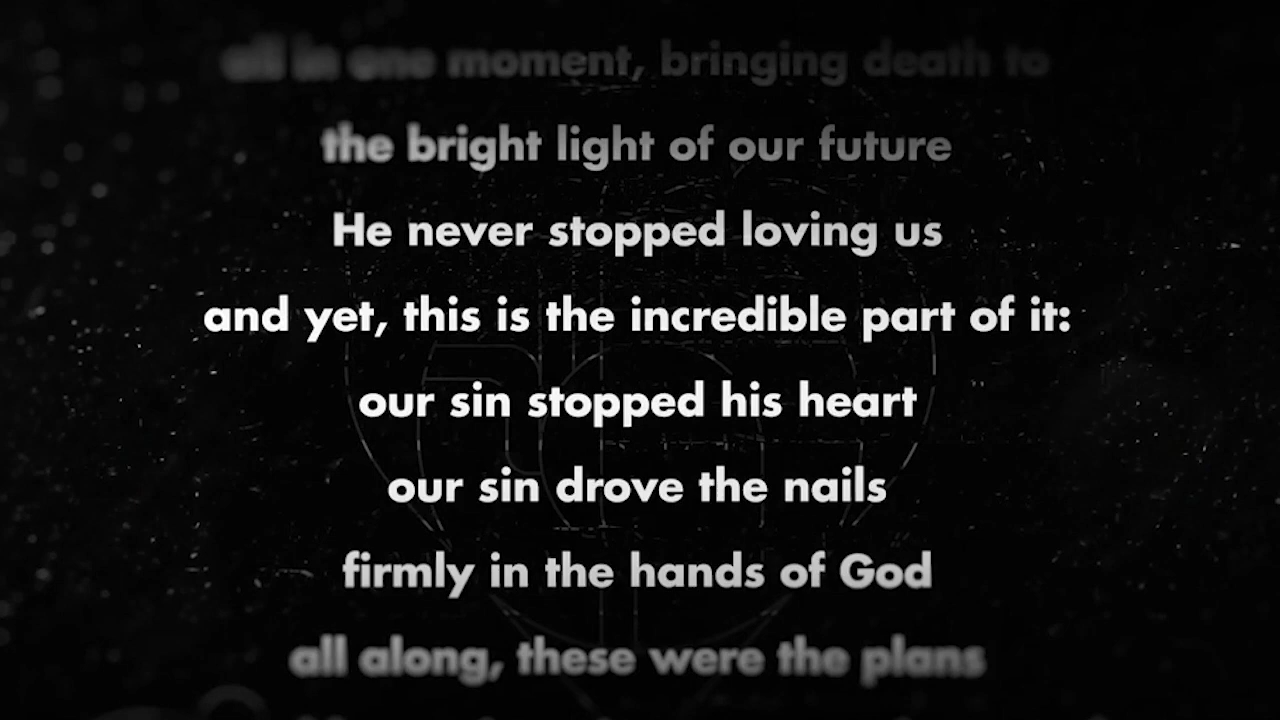 all in one moment, bringing death to
the bright light of our future
He never stopped loving us
and yet, this is the incredible part of it:
our sin stopped his heart
our sin drove the nails
firmly in the hands of God
all along, these were the plans